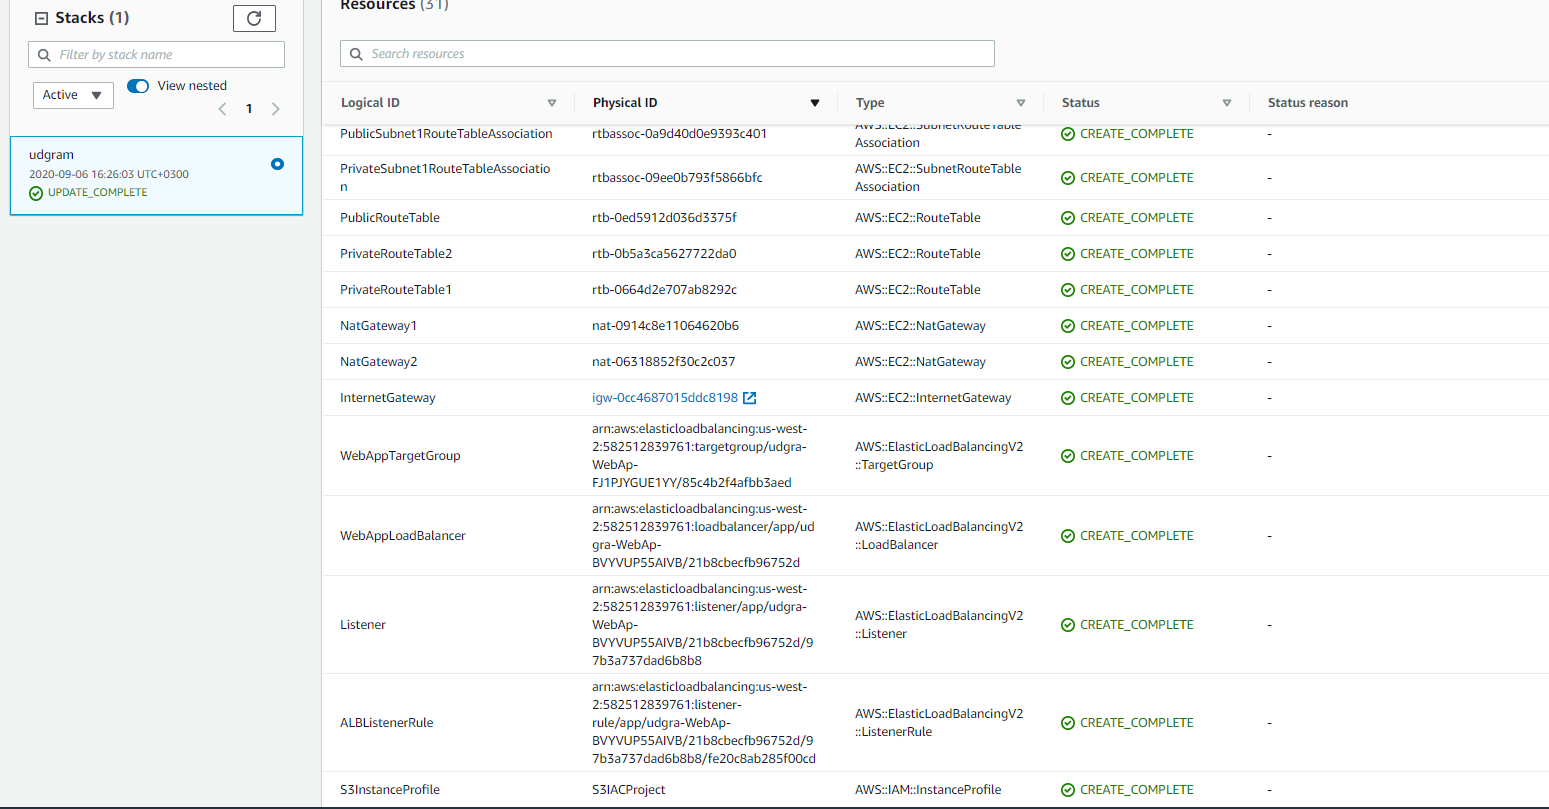 Stacks (1)
Filter by stack name
Active
View nested
1
udgram
2020-09-06 16:26:03 UTC+0300
UPDATE_COMPLETE
Resources (31)
Search resources
Logical ID Physical ID Type Status Status reason
PublicSubnet1RouteTableAssociation rtbassoc-0a9d40d0e9393c401 AWS::EC2::SubnetRouteTable CREATE_COMPLETE -
Association
PrivateSubnet1RouteTableAssociatio AWS::EC2::SubnetRouteTable
n rtbassoc-09ee0b793f5866bfc Association CREATE_COMPLETE -
PublicRouteTable rtb-0ed5912d036d3375f AWS::EC2::RouteTable CREATE_COMPLETE -
PrivateRouteTable2 rtb-0b5a3ca5627722da0 AWS::EC2::RouteTable CREATE_COMPLETE -
PrivateRouteTable1 rtb-0664d2e707ab8292c AWS::EC2::RouteTable CREATE_COMPLETE -
NatGateway1 nat-0914c8e11064620b6 AWS::EC2::NatGateway CREATE_COMPLETE -
NatGateway2 nat-06318852f30c2c037 AWS::EC2::NatGateway CREATE_COMPLETE -
InternetGateway igw-0cc4687015ddc8198 AWS::EC2::InternetGateway CREATE_COMPLETE -
WebAppTargetGroup
arn:aws:elasticloadbalancing:us-west-
2:582512839761:targetgroup/udgra-
WebAp-
FJ1PJYGUE1YY/85c4b2f4afbb3aed
AWS::ElasticLoadBalancingV2
::TargetGroup
CREATE_COMPLETE -
WebAppLoadBalancer
arn:aws:elasticloadbalancing:us-west-
2:582512839761:loadbalancer/app/ud
gra-WebAp-
BVYVUP55AIVB/21b8cbecfb96752d
AWS::ElasticLoadBalancingV2
::LoadBalancer
CREATE_COMPLETE -
Listener
arn:aws:elasticloadbalancing:us-west-
2:582512839761:listener/app/udgra-
WebAp-
BVYVUP55AIVB/21b8cbecfb96752d/9
7b3a737dad6b8b8
AWS::ElasticLoadBalancingV2
::Listener
CREATE_COMPLETE -
ALBListenerRule
arn:aws:elasticloadbalancing:us-west-
2:582512839761:listener-
rule/app/udgra-WebAp-
BVYVUP55AIVB/21b8cbecfb96752d/9
7b3a737dad6b8b8/fe20c8ab285f00cd
AWS::ElasticLoadBalancingV2
::ListenerRule
CREATE_COMPLETE -
S3InstanceProfile S3IACProject AWS::IAM::InstanceProfile CREATE_COMPLETE -